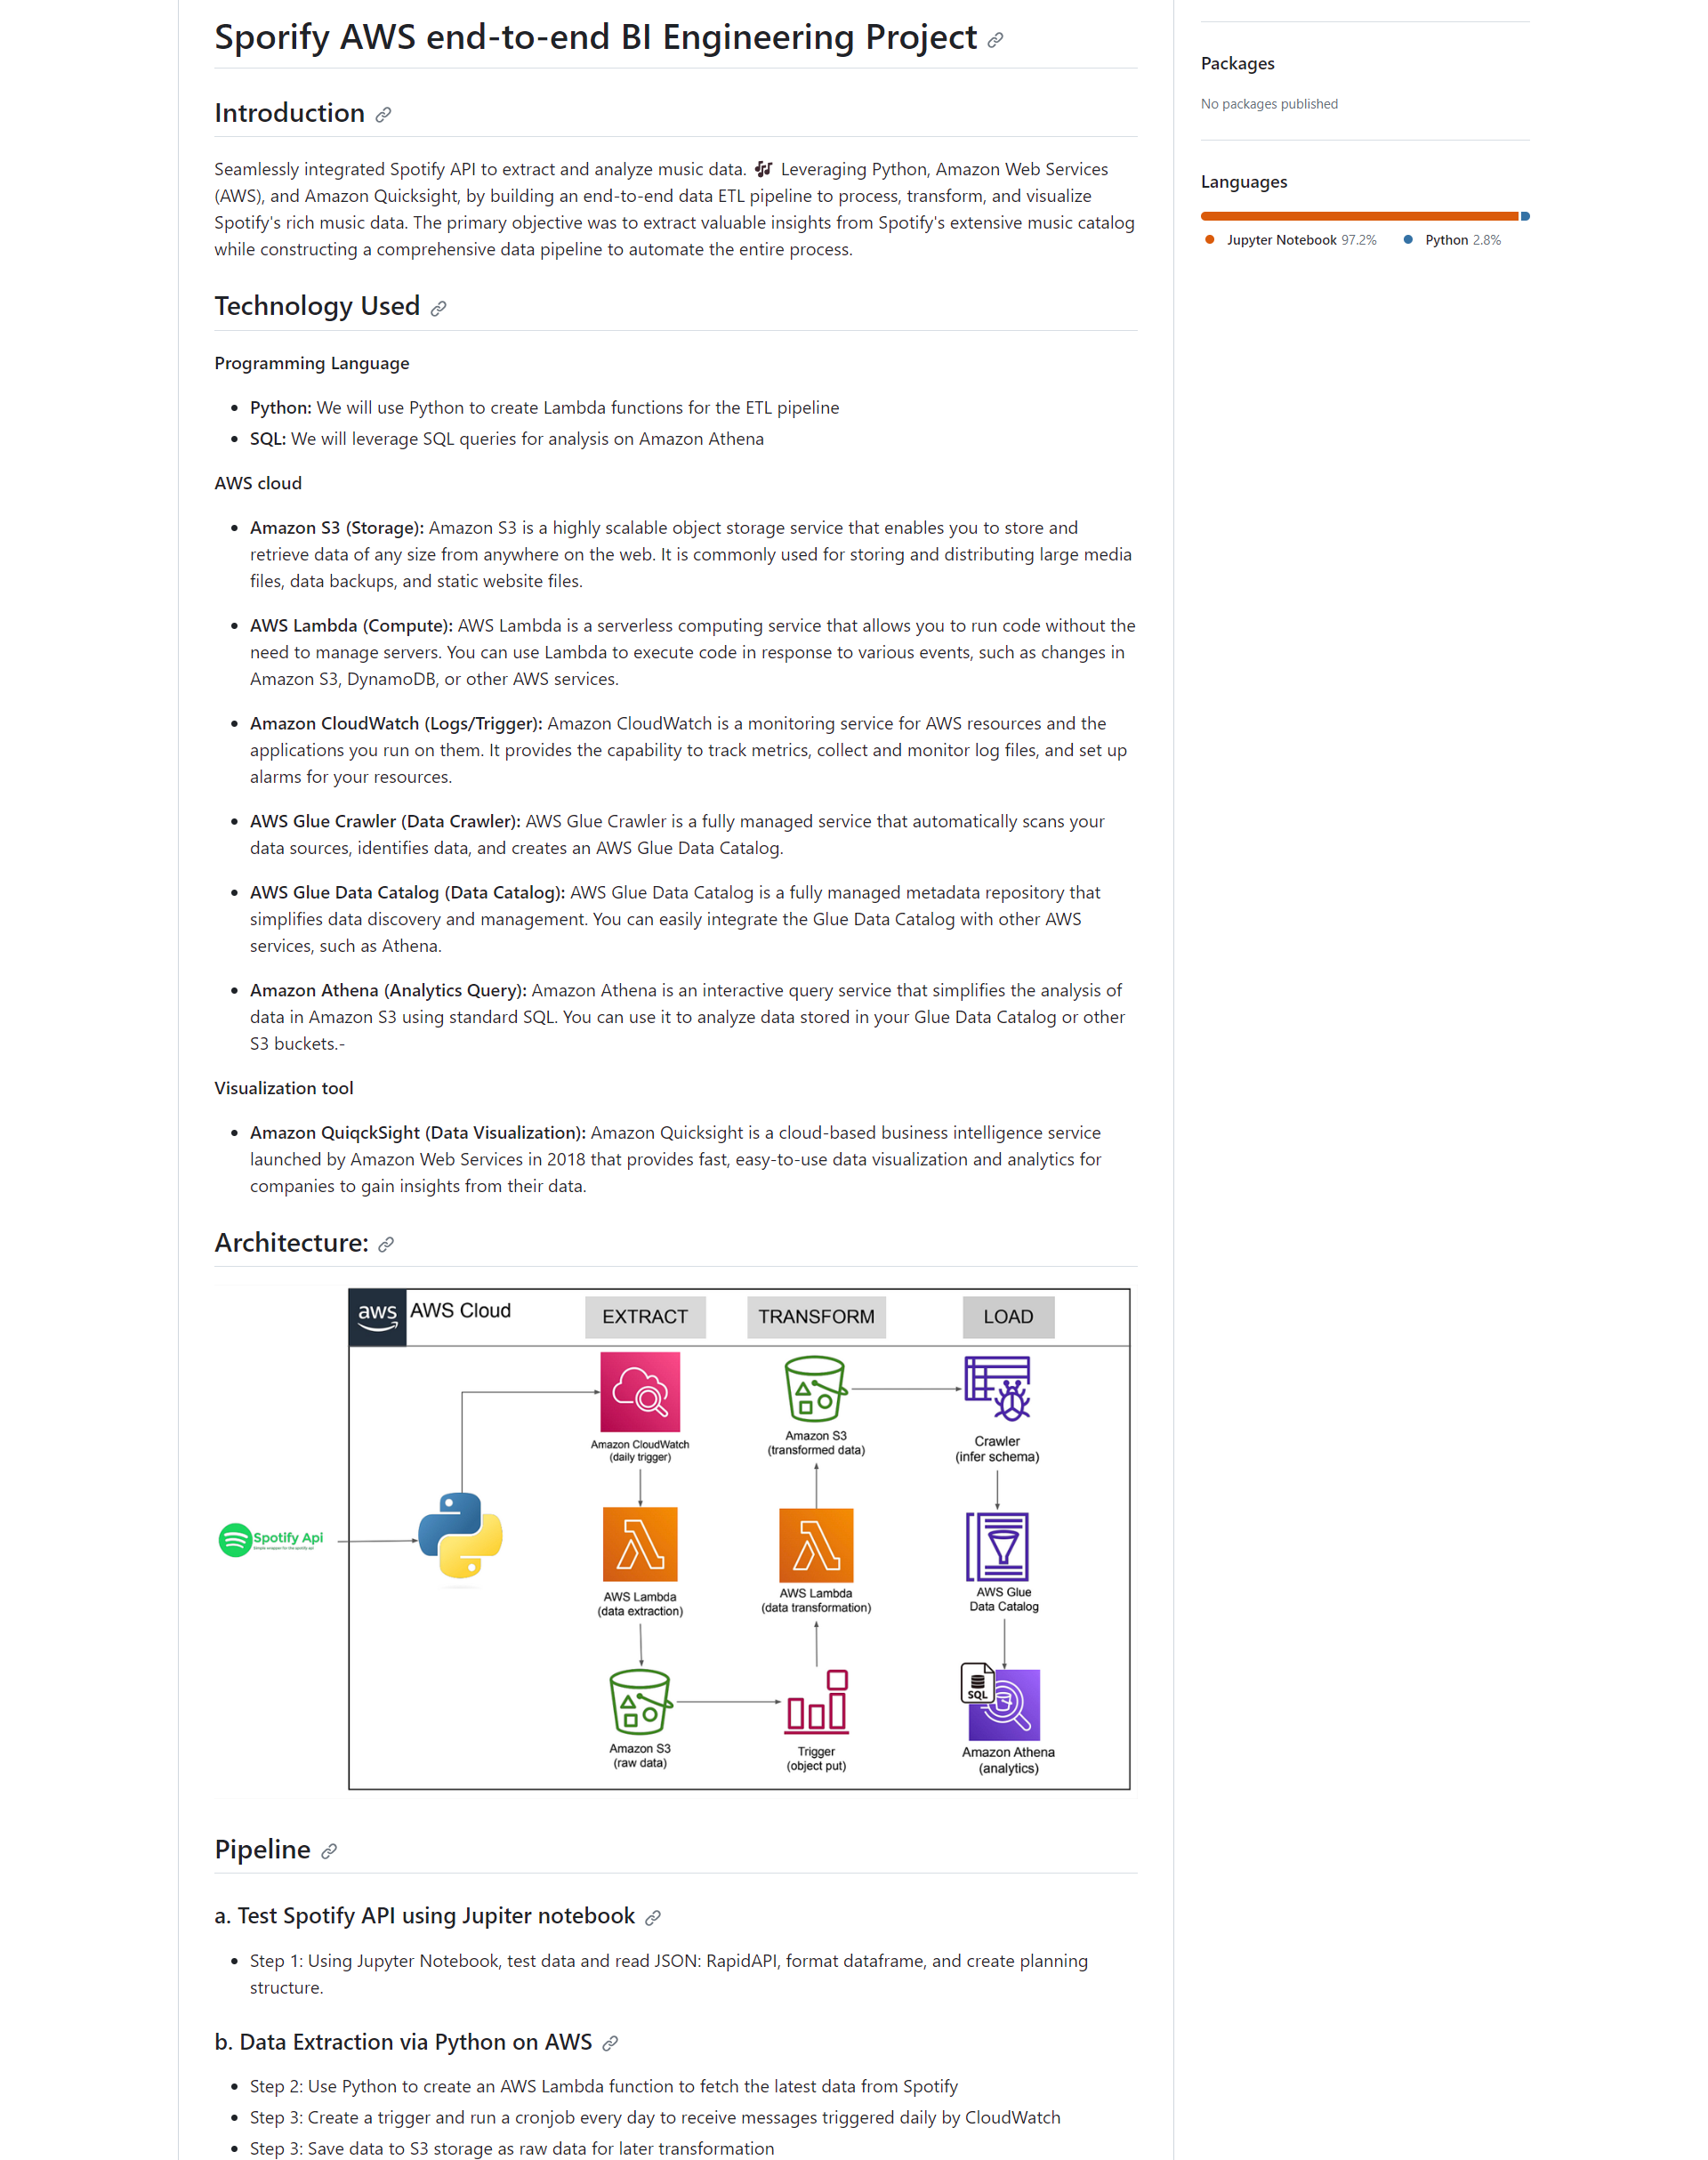 Sporify AWS end-to-end BI Engineering Project
Introduction
Seamlessly integrated Spotify API to extract and analyze music data. 🎶 Leveraging Python, Amazon Web Services
(AWS), and Amazon Quicksight, by building an end-to-end data ETL pipeline to process, transform, and visualize
Spotify's rich music data. The primary objective was to extract valuable insights from Spotify's extensive music catalog
while constructing a comprehensive data pipeline to automate the entire process.
Technology Used
Programming Language
• Python: We will use Python to create Lambda functions for the ETL pipeline
• SQL: We will leverage SQL queries for analysis on Amazon Athena
AWS cloud
• Amazon S3 (Storage): Amazon S3 is a highly scalable object storage service that enables you to store and
retrieve data of any size from anywhere on the web. It is commonly used for storing and distributing large media
files, data backups, and static website files.
• AWS Lambda (Compute): AWS Lambda is a serverless computing service that allows you to run code without the
need to manage servers. You can use Lambda to execute code in response to various events, such as changes in
Amazon S3, DynamoDB, or other AWS services.
• Amazon CloudWatch (Logs/Trigger): Amazon CloudWatch is a monitoring service for AWS resources and the
applications you run on them. It provides the capability to track metrics, collect and monitor log files, and set up
alarms for your resources.
• AWS Glue Crawler (Data Crawler): AWS Glue Crawler is a fully managed service that automatically scans your
data sources, identifies data, and creates an AWS Glue Data Catalog.
• AWS Glue Data Catalog (Data Catalog): AWS Glue Data Catalog is a fully managed metadata repository that
simplifies data discovery and management. You can easily integrate the Glue Data Catalog with other AWS
services, such as Athena.
• Amazon Athena (Analytics Query): Amazon Athena is an interactive query service that simplifies the analysis of
data in Amazon S3 using standard SQL. You can use it to analyze data stored in your Glue Data Catalog or other
S3 buckets.-
Visualization tool
• Amazon QuiqckSight (Data Visualization): Amazon Quicksight is a cloud-based business intelligence service
launched by Amazon Web Services in 2018 that provides fast, easy-to-use data visualization and analytics for
companies to gain insights from their data.
Architecture:
aws AWS Cloud
EXTRACT
TRANSFORM
LOAD
Spotify Api
Amazon CloudWatch
(daily trigger)
AWS Lambda
(data extraction)
Amazon S3
(raw data)
Amazon S3
(transformed data)
AWS Lambda
(data transformation)
Trigger
(object put)
Crawler
(infer schema)
AWS Glue
Data Catalog
SQL
Amazon Athena
(analytics)
Pipeline
a. Test Spotify API using Jupiter notebook
• Step 1: Using Jupyter Notebook, test data and read JSON: RapidAPI, format dataframe, and create planning
structure.
b. Data Extraction via Python on AWS
• Step 2: Use Python to create an AWS Lambda function to fetch the latest data from Spotify
• Step 3: Create a trigger and run a cronjob every day to receive messages triggered daily by CloudWatch
• Step 3: Save data to S3 storage as raw data for later transformation
Packages
No packages published
Languages
Jupyter Notebook 97.2%
Python 2.8%